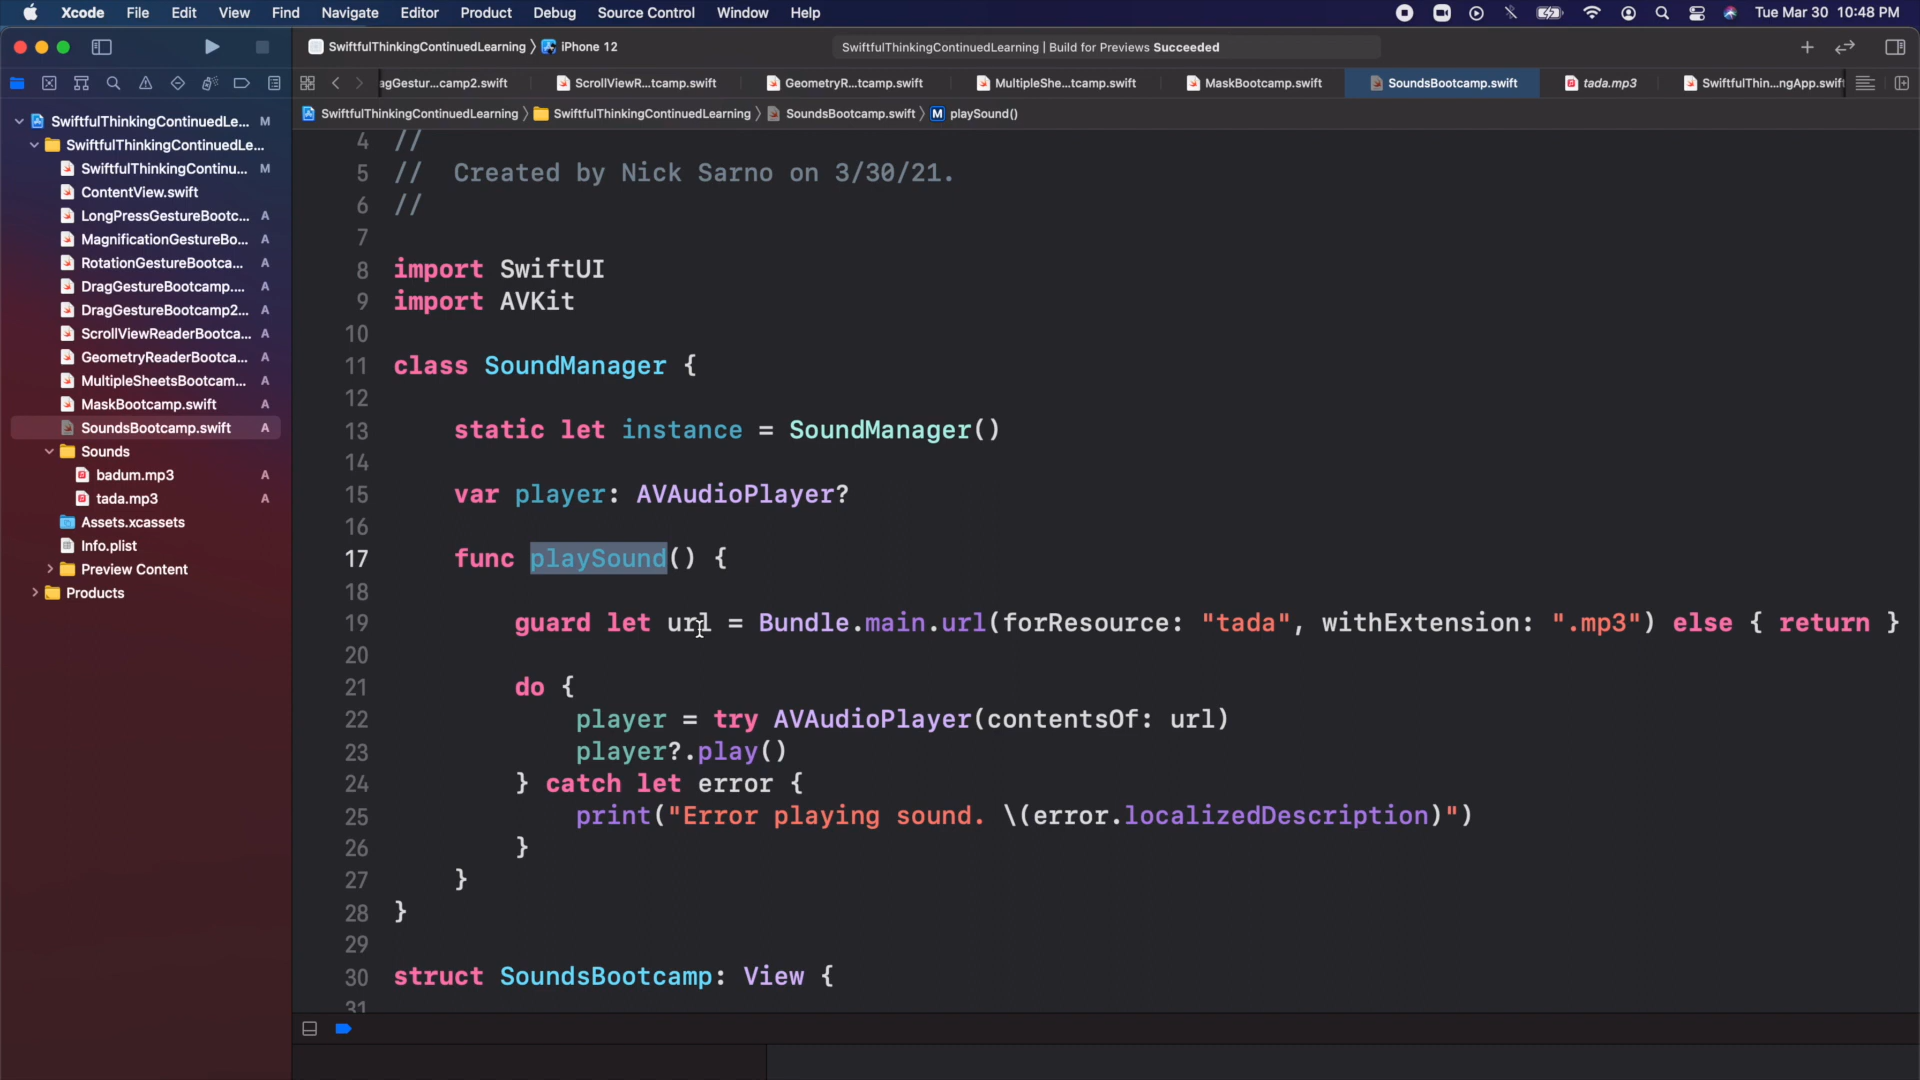 Xcode File Edit View Find Navigate Editor Product Debug Source Control Window Help Tue Mar 30 10:48 PM
SwiftfulThinkingContinuedLearning 〉 iPhone 12 SwiftfulThinkingContinuedLearning | Build for Previews Succeeded
agGestur...camp2.swift ScrollViewR...tcamp.swift GeometryR...tcamp.swift MultipleShe...tcamp.swift MaskBootcamp.swift SoundsBootcamp.swift tada.mp3 SwiftfulThin...ngApp.swift
SwiftfulThinkingContinuedLearning 〉 SwiftfulThinkingContinuedLearning 〉 SoundsBootcamp.swift 〉 M playSound()
SwiftfulThinkingContinuedLe... M
SwiftfulThinkingContinuedLe...
SwiftfulThinkingContinu... M
ContentView.swift
LongPressGestureBootc... A
MagnificationGestureBo... A
RotationGestureBootca... A
DragGestureBootcamp.... A
DragGestureBootcamp2... A
ScrollViewReaderBootca... A
GeometryReaderBootca... A
MultipleSheetsBootcam... A
MaskBootcamp.swift A
SoundsBootcamp.swift A
Sounds
badum.mp3 A
tada.mp3 A
Assets.xcassets
Info.plist
Preview Content
Products
4 //
5 //  Created by Nick Sarno on 3/30/21.
6 //
7
8 import SwiftUI
9 import AVKit
10
11 class SoundManager {
12
13 static let instance = SoundManager()
14
15 var player: AVAudioPlayer?
16
17 func playSound() {
18
19 guard let url = Bundle.main.url(forResource: "tada", withExtension: ".mp3") else { return }
20
21 do {
22 player = try AVAudioPlayer(contentsOf: url)
23 player?.play()
24 } catch let error {
25 print("Error playing sound. \(error.localizedDescription)")
26 }
27 }
28 }
29
30 struct SoundsBootcamp: View {
31